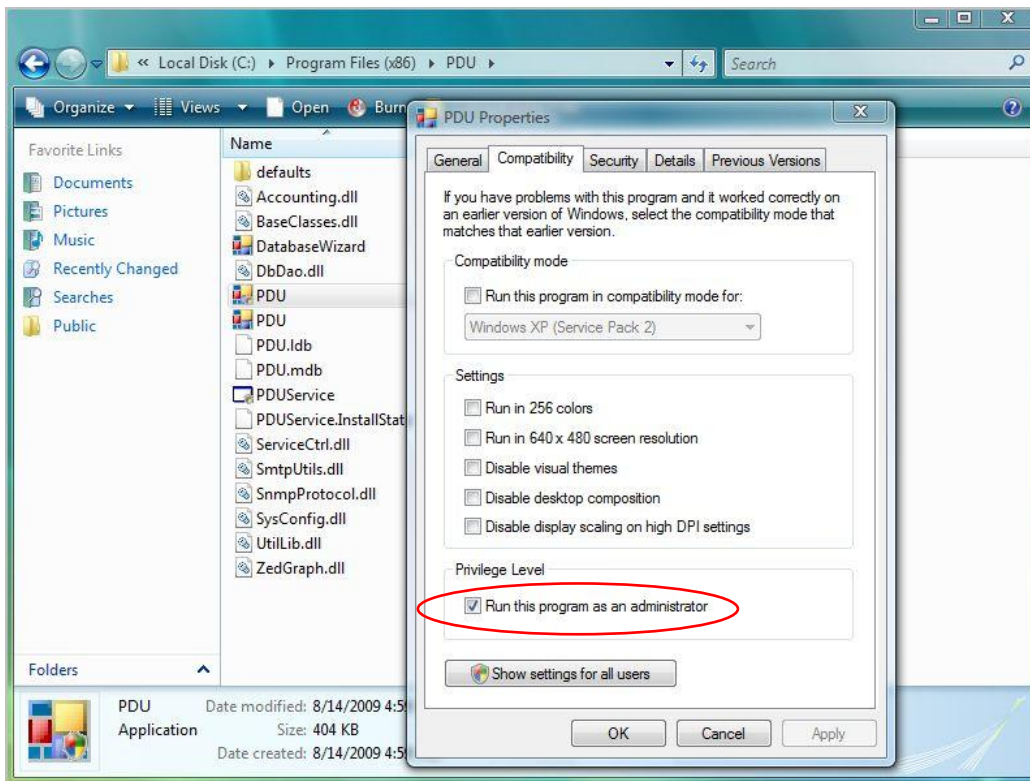 « Local Disk (C:) ▸ Program Files (x86) ▸ PDU ▸
Search
Organize
Views
Open
Burn
Favorite Links
Documents
Pictures
Music
Recently Changed
Searches
Public
Folders
Name
defaults
Accounting.dll
BaseClasses.dll
DatabaseWizard
DbDao.dll
PDU
PDU
PDU.ldb
PDU.mdb
PDUService
PDUService.InstallStat
ServiceCtrl.dll
SmtpUtils.dll
SnmpProtocol.dll
SysConfig.dll
UtilLib.dll
ZedGraph.dll
PDU Properties
General Compatibility Security Details Previous Versions
If you have problems with this program and it worked correctly on
an earlier version of Windows, select the compatibility mode that
matches that earlier version.
Compatibility mode
Run this program in compatibility mode for:
Windows XP (Service Pack 2)
Settings
Run in 256 colors
Run in 640 x 480 screen resolution
Disable visual themes
Disable desktop composition
Disable display scaling on high DPI settings
Privilege Level
Run this program as an administrator
Show settings for all users
OK Cancel Apply
PDU Date modified: 8/14/2009 4:5
Application Size: 404 KB
Date created: 8/14/2009 4:5